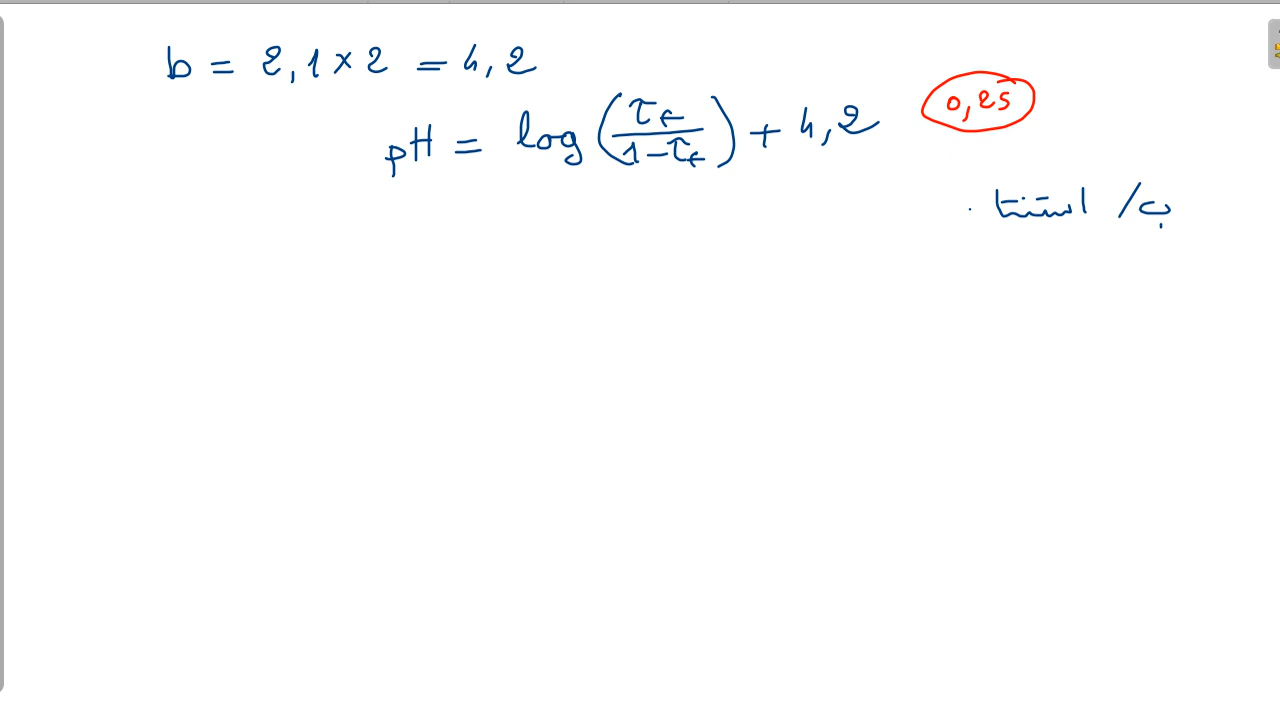 b = 2,1 × 2 = 4,2
pH = log(τf/(1-τf)) + 4,2
0,25
ب/ استنتا